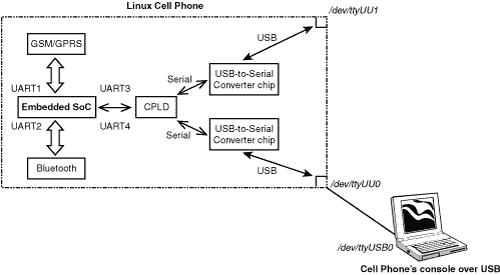 Linux Cell Phone
/dev/ttyUU1
GSM/GPRS
USB
USB-to-Serial
Converter chip
Serial
UART1
UART3
Embedded SoC
CPLD
UART2
UART4
Serial
USB-to-Serial
Converter chip
Bluetooth
USB
/dev/ttyUU0
/dev/ttyUSB0
Cell Phone's console over USB